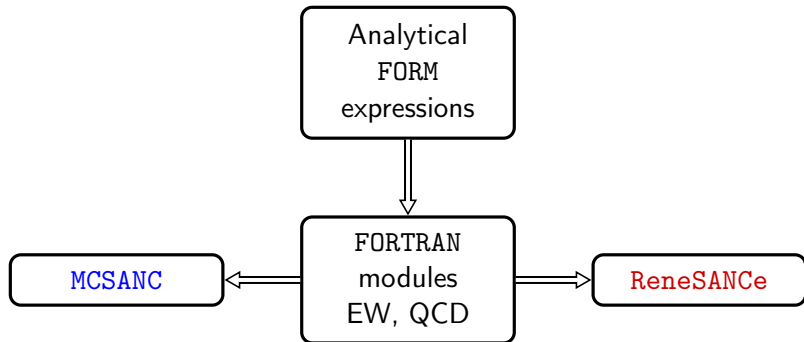 Analytical
FORM
expressions
FORTRAN
modules
EW, QCD
MCSANC
ReneSANCe